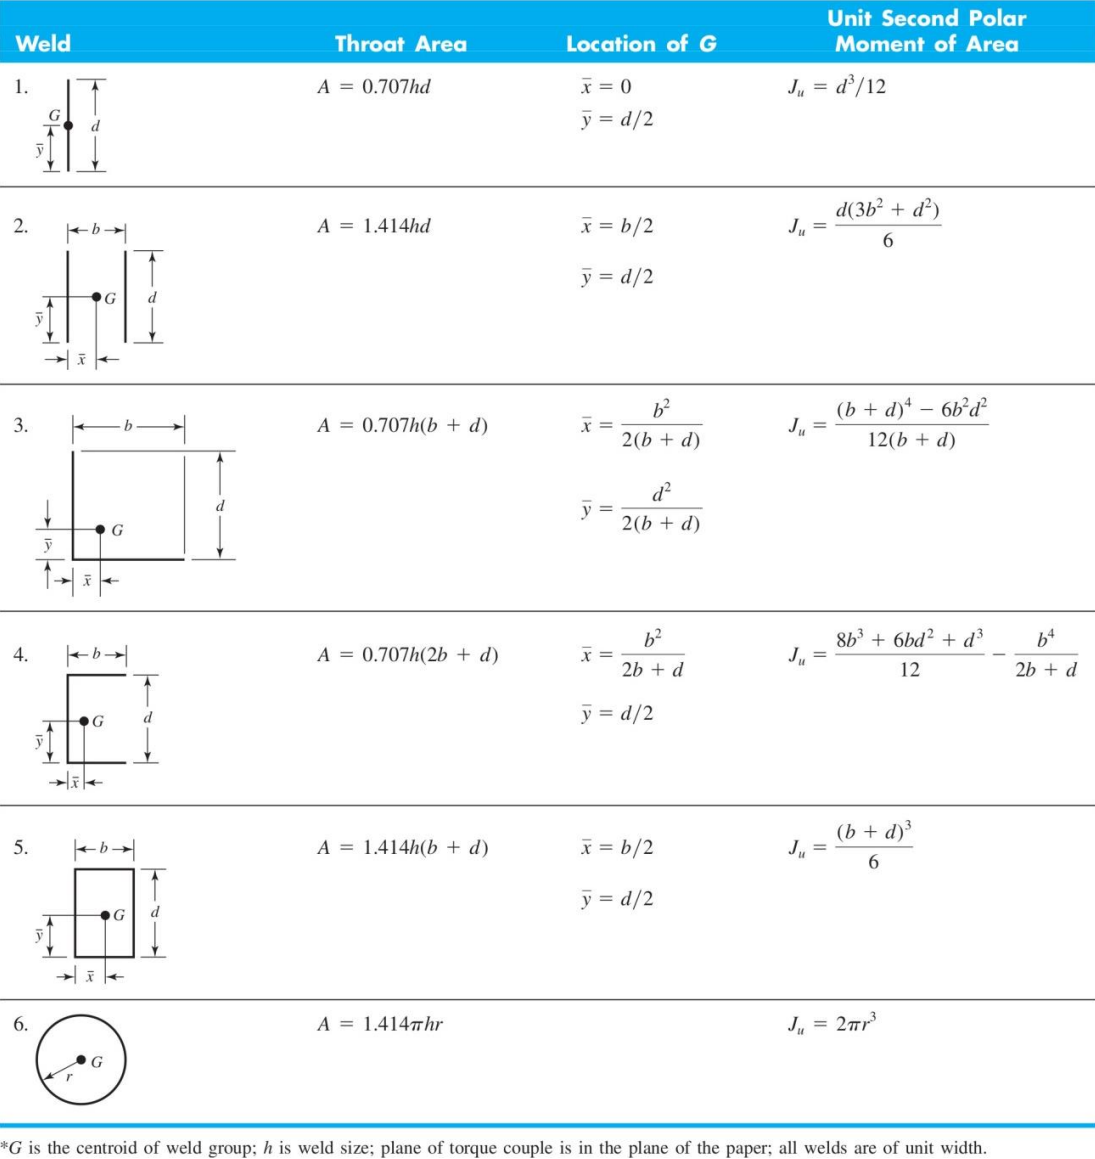 Weld Throat Area Location of G Unit Second Polar Moment of Area
1. G d ȳ A = 0.707hd x̄ = 0 J_u = d³/12
ȳ = d/2
2. b G d ȳ x̄ A = 1.414hd x̄ = b/2 J_u = d(3b² + d²)/6
ȳ = d/2
3. b d G ȳ x̄ A = 0.707h(b + d) x̄ = b²/2(b + d) J_u = (b + d)⁴ − 6b²d²/12(b + d)
ȳ = d²/2(b + d)
4. b G d ȳ x̄ A = 0.707h(2b + d) x̄ = b²/2b + d J_u = 8b³ + 6bd² + d³/12 − b⁴/2b + d
ȳ = d/2
5. b G d ȳ x̄ A = 1.414h(b + d) x̄ = b/2 J_u = (b + d)³/6
ȳ = d/2
6. G r A = 1.414πhr J_u = 2πr³
*G is the centroid of weld group; h is weld size; plane of torque couple is in the plane of the paper; all welds are of unit width.